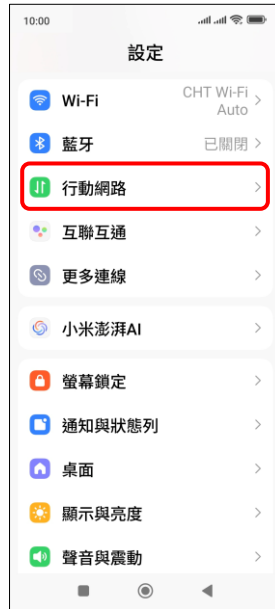 10:00
設定
Wi-Fi
CHT Wi-Fi
Auto
藍牙
已關閉
行動網路
互聯互通
更多連線
小米澎湃AI
螢幕鎖定
通知與狀態列
桌面
顯示與亮度
聲音與震動